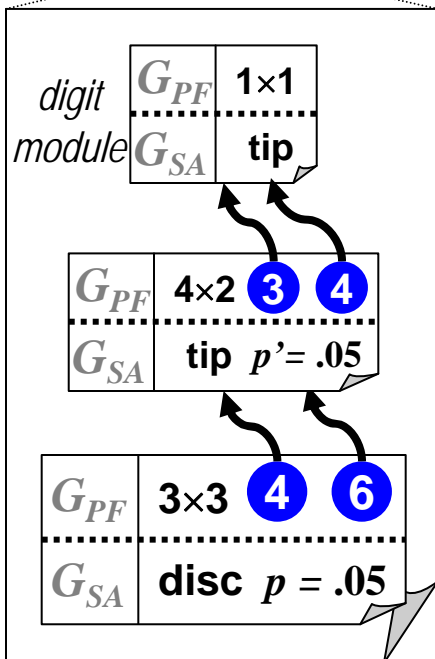 digit
module
G_PF 1×1
G_SA tip
G_PF 4×2 3 4
G_SA tip p’= .05
G_PF 3×3 4 6
G_SA disc p = .05